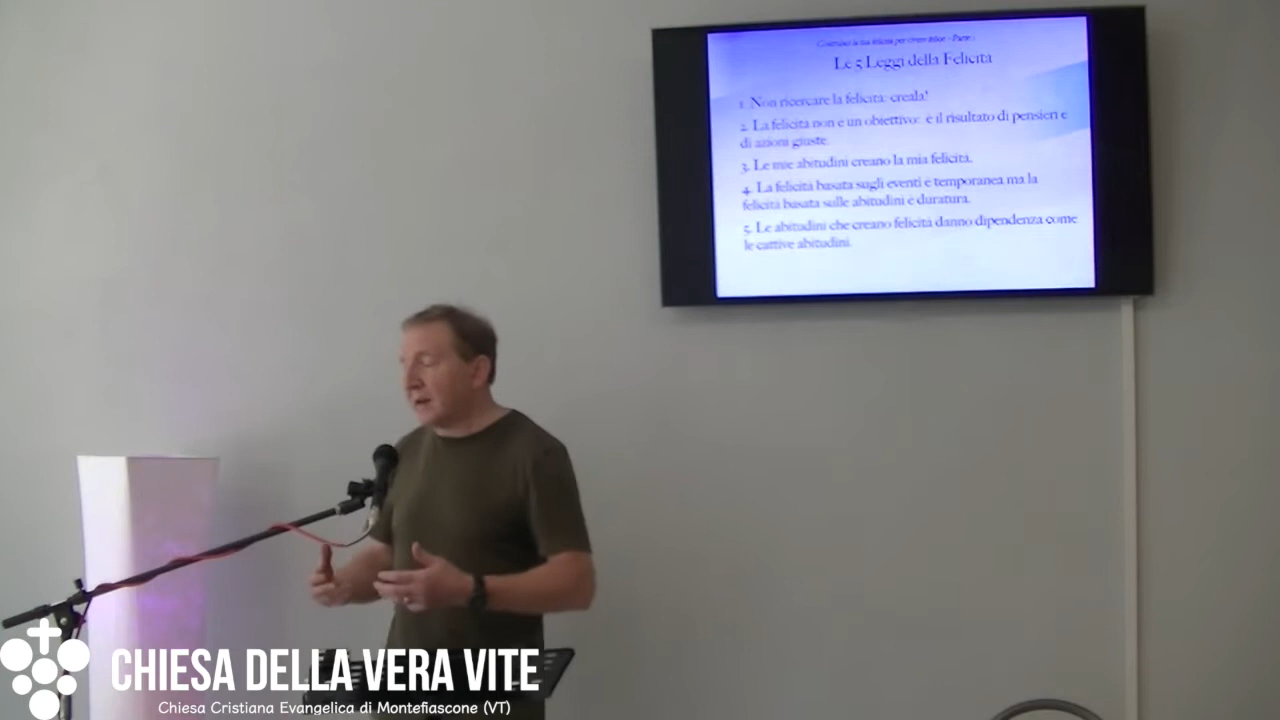 Le 5 Leggi della Felicità
1. Non ricercare la felicità: creala!
2. La felicità non è un obiettivo: è il risultato di pensieri e
di azioni giuste.
3. Le mie abitudini creano la mia felicità.
4. La felicità basata sugli eventi è temporanea ma la
felicità basata sulle abitudini è duratura.
5. Le abitudini che creano felicità danno dipendenza come
le cattive abitudini.
CHIESA DELLA VERA VITE
Chiesa Cristiana Evangelica di Montefiascone (VT)